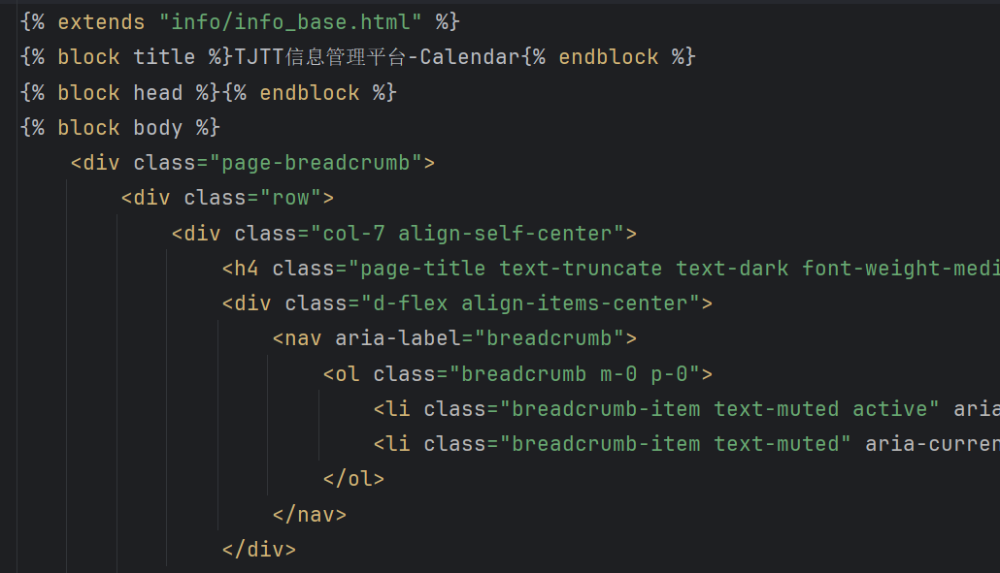 {% extends "info/info_base.html" %}
{% block title %}TJTT信息管理平台-Calendar{% endblock %}
{% block head %}{% endblock %}
{% block body %}
<div class="page-breadcrumb">
<div class="row">
<div class="col-7 align-self-center">
<h4 class="page-title text-truncate text-dark font-weight-medi
<div class="d-flex align-items-center">
<nav aria-label="breadcrumb">
<ol class="breadcrumb m-0 p-0">
<li class="breadcrumb-item text-muted active" aria
<li class="breadcrumb-item text-muted" aria-curren
</ol>
</nav>
</div>